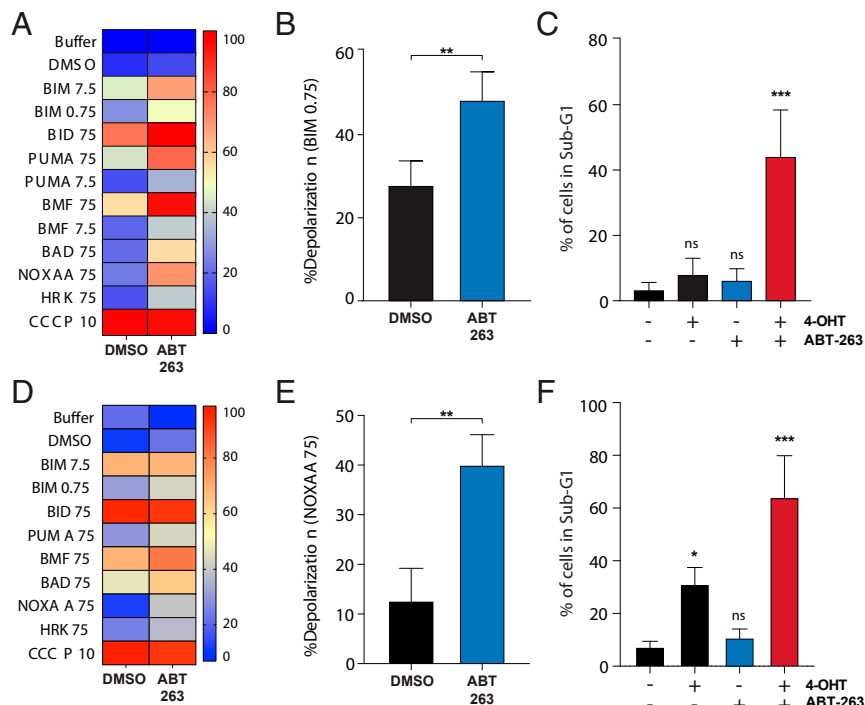 A
Buffer
DMS O
BIM 7.5
BIM 0.75
BID 75
PUMA 75
PUMA 7.5
BMF 75
BMF 7.5
BAD 75
NOXAA 75
HRK 75
CCC P 10
DMSO
ABT
263
100
80
60
40
20
0
B
%Depolarizatio n (BIM 0.75)
60
40
20
0
**
DMSO
ABT
263
C
% of cells in Sub-G1
80
60
40
20
0
ns
ns
***
- + - + 4-OHT
- - + + ABT-263
D
Buffer
DMSO
BIM 7.5
BIM 0.75
BID 75
PUM A 75
BMF 75
BAD 75
NOXA A 75
HRK 75
CCC P 10
DMSO
ABT
263
100
80
60
40
20
0
E
%Depolarizatio n (NOXAA 75)
50
40
30
20
10
0
**
DMSO
ABT
263
F
% of cells in Sub-G1
100
80
60
40
20
0
*
ns
***
- + - + 4-OHT
- - + + ABT-263